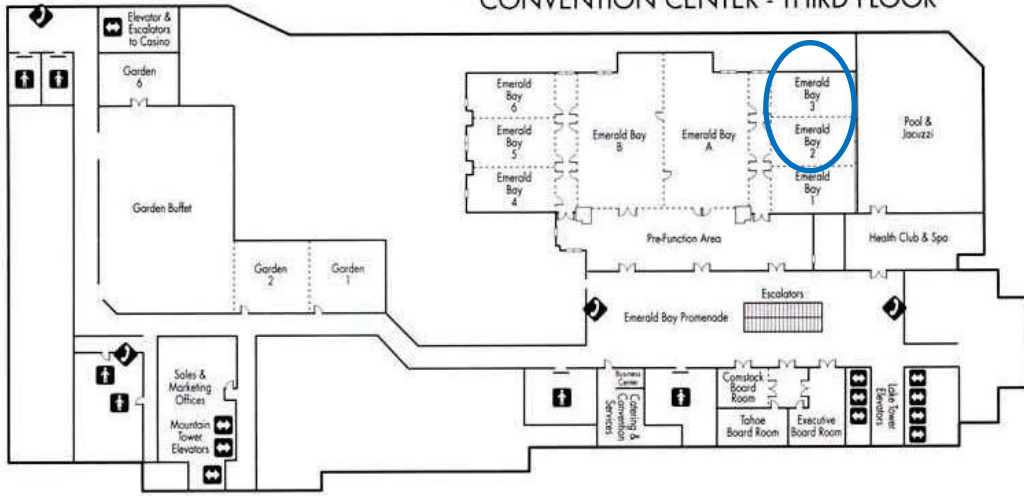 CONVENTION CENTER - THIRD FLOOR
Elevator &
Escalators
to Casino
Garden
6
Emerald
Bay
6
Emerald
Bay
5
Emerald
Bay
4
Emerald Bay
B
Emerald Bay
A
Emerald
Bay
3
Emerald
Bay
2
Emerald
Bay
1
Pool &
Jacuzzi
Garden Buffet
Garden
2
Garden
1
Pre-Function Area
Health Club & Spa
Escalators
Emerald Bay Promenade
Sales &
Marketing
Offices
Mountain
Tower
Elevators
Business
Center
Catering &
Convention
Services
Comstock
Board
Room
Tahoe
Board Room
Executive
Board Room
Lake Tower
Elevators